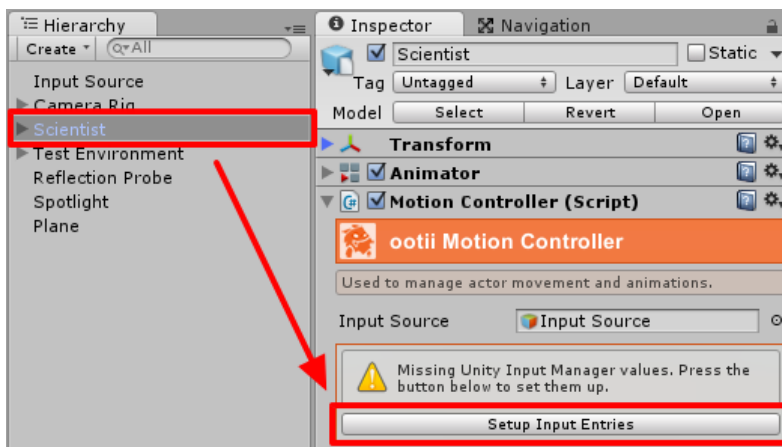 Hierarchy
Create
All
Input Source
Camera Rig
Scientist
Test Environment
Reflection Probe
Spotlight
Plane
Inspector Navigation
Scientist Static
Tag Untagged Layer Default
Model Select Revert Open
Transform
Animator
Motion Controller (Script)
ootii Motion Controller
Used to manage actor movement and animations.
Input Source Input Source
Missing Unity Input Manager values. Press the
button below to set them up.
Setup Input Entries